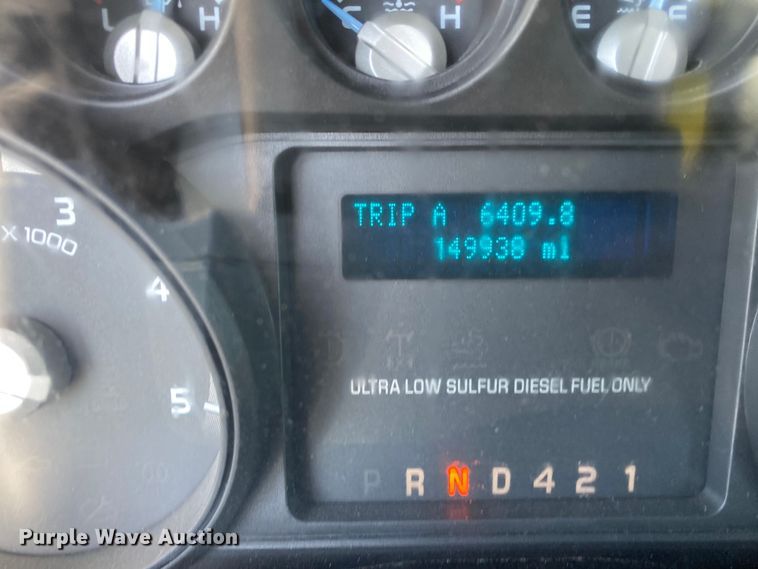 L H C H E E
3
X 1000
4
5
TRIP A 6409.8
149938 mi
ULTRA LOW SULFUR DIESEL FUEL ONLY
P R N D 4 2 1
Purple Wave Auction